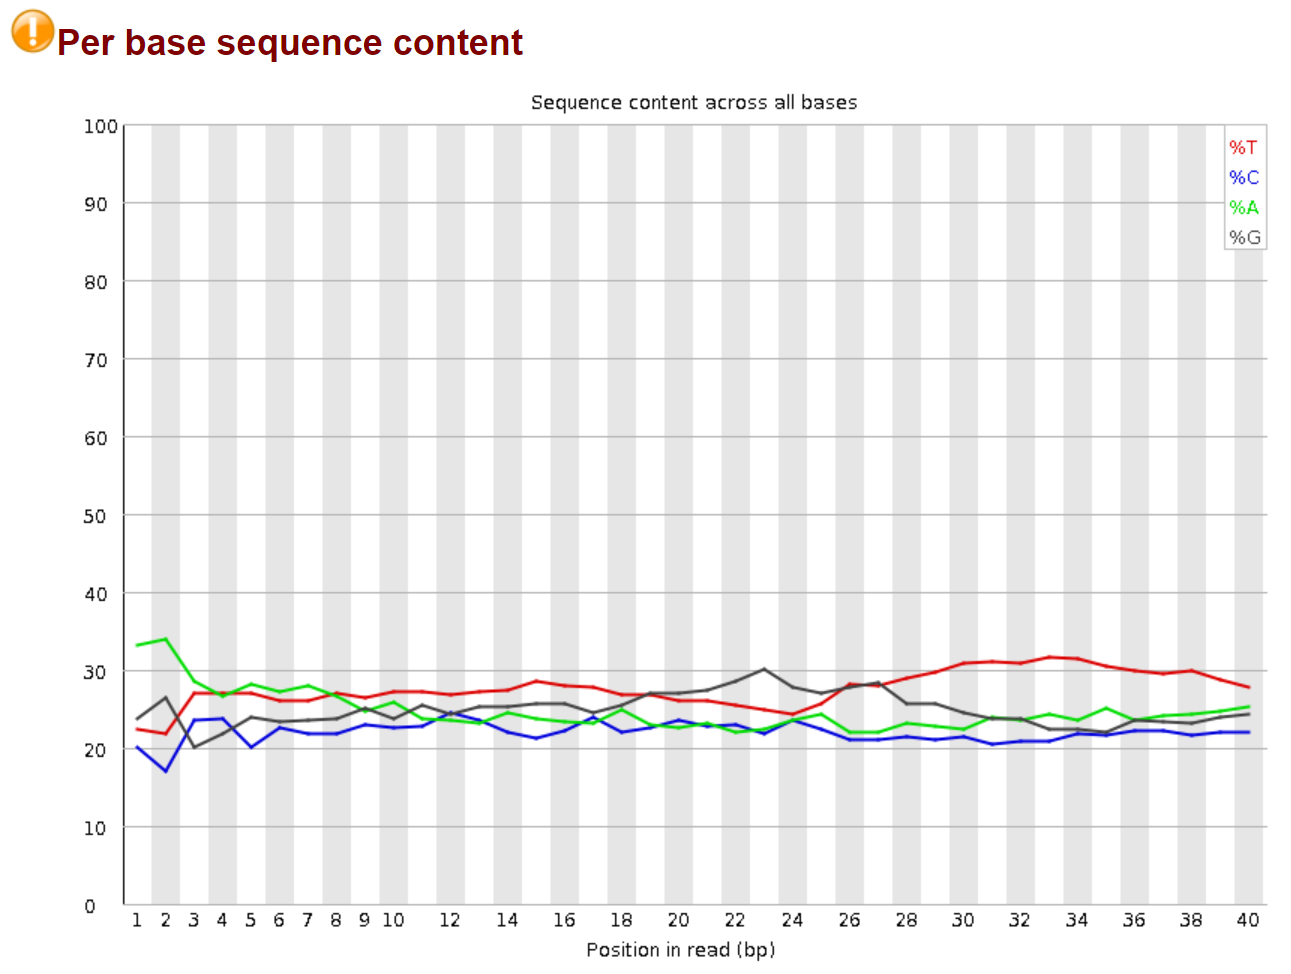 Per base sequence content
Sequence content across all bases
100
90
80
70
60
50
40
30
20
10
0
%T
%C
%A
%G
1 2 3 4 5 6 7 8 9 10 12 14 16 18 20 22 24 26 28 30 32 34 36 38 40
Position in read (bp)